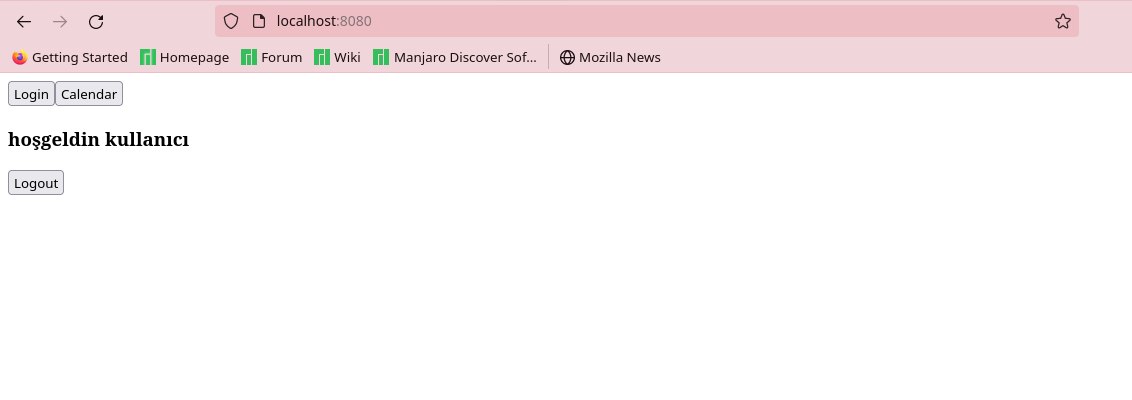 localhost:8080
Getting Started Homepage Forum Wiki Manjaro Discover Sof... Mozilla News
Login Calendar
hoşgeldin kullanıcı
Logout